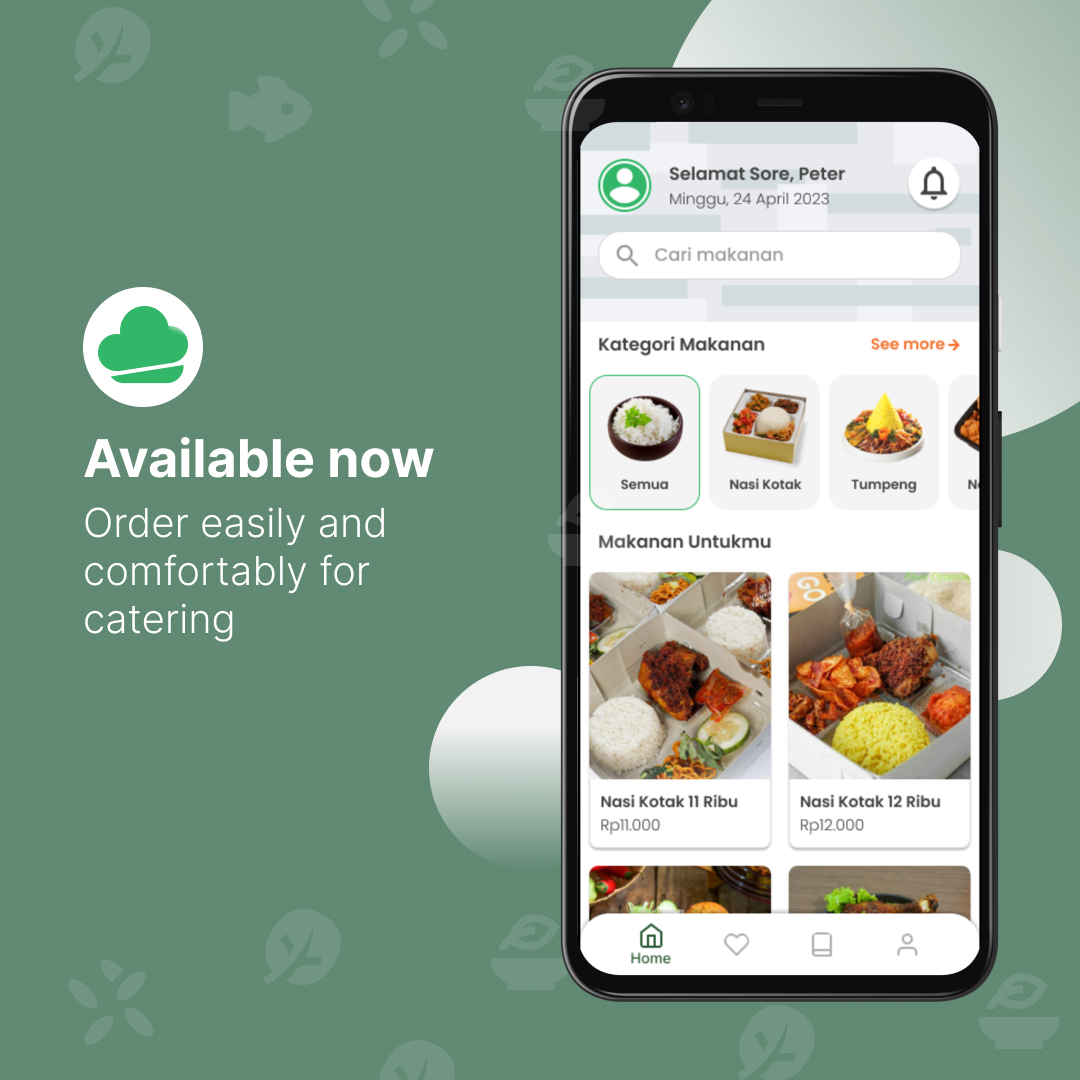 Available now
Order easily and
comfortably for
catering
Selamat Sore, Peter
Minggu, 24 April 2023
Cari makanan
Kategori Makanan
See more →
Semua
Nasi Kotak
Tumpeng
Makanan Untukmu
GO
Nasi Kotak 11 Ribu
Rp11.000
Nasi Kotak 12 Ribu
Rp12.000
Home